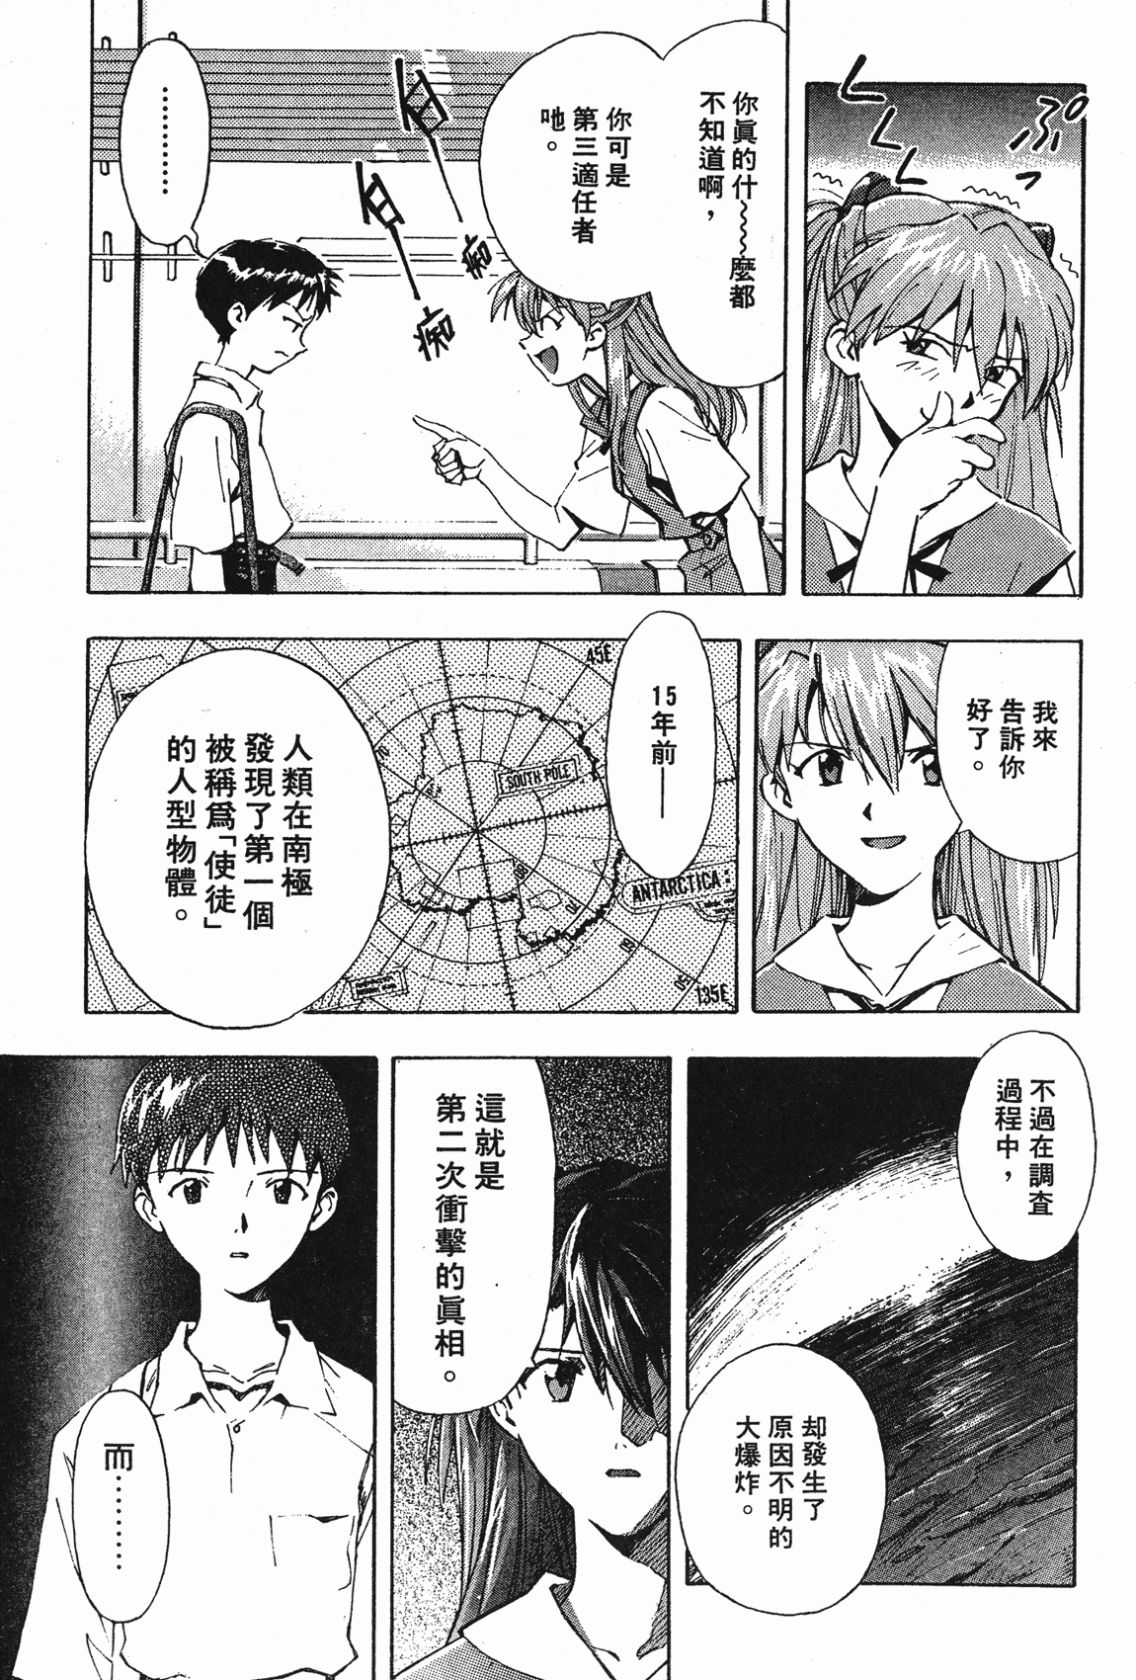 ぷっ
くくく
你眞的什～～麼都
不知道啊，
你可是
第三適任者
吔。
白——痴
白——痴
………
我來
告訴你
好了。
15年前——
45E
SOUTH POLE
ANTARCTICA:
135E
人類在南極
發現了第一個
被稱爲「使徒」
的人型物體。
不過在調查
過程中，
却發生了
原因不明的
大爆炸。
這就是
第二次衝擊的眞相。
而………